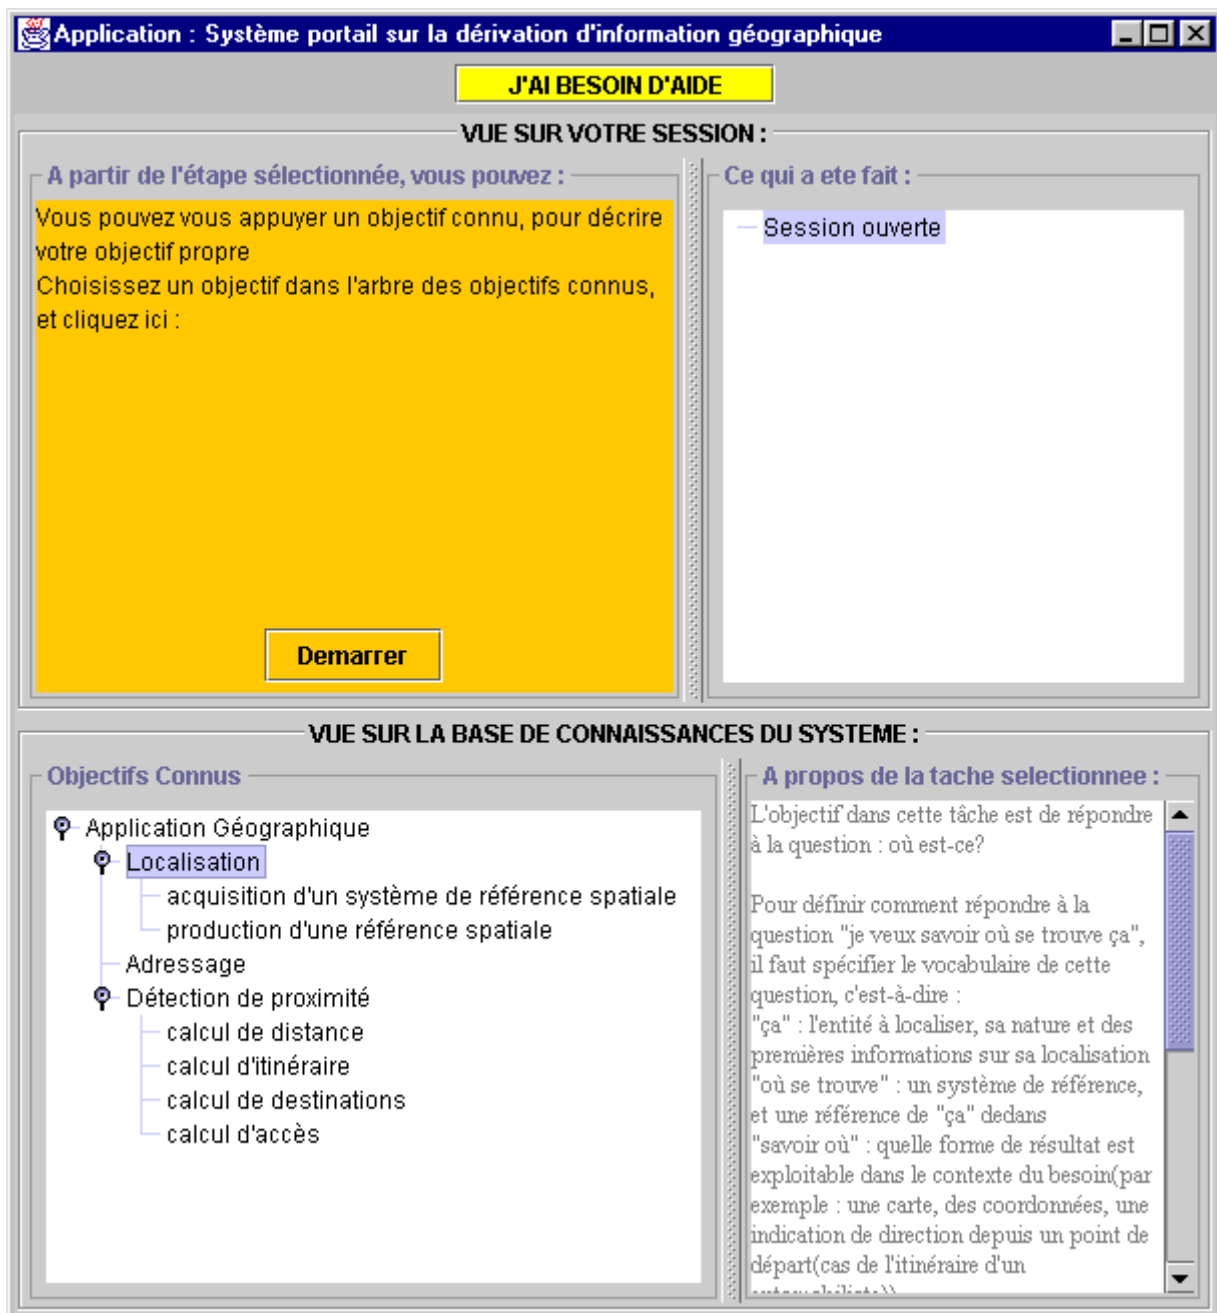 Application : Système portail sur la dérivation d'information géographique
J'AI BESOIN D'AIDE
VUE SUR VOTRE SESSION :
A partir de l'étape sélectionnée, vous pouvez :
Vous pouvez vous appuyer un objectif connu, pour décrire
votre objectif propre
Choisissez un objectif dans l'arbre des objectifs connus,
et cliquez ici :
Demarrer
Ce qui a ete fait :
Session ouverte
VUE SUR LA BASE DE CONNAISSANCES DU SYSTEME :
Objectifs Connus
Application Géographique
Localisation
acquisition d'un système de référence spatiale
production d'une référence spatiale
Adressage
Détection de proximité
calcul de distance
calcul d'itinéraire
calcul de destinations
calcul d'accès
A propos de la tache selectionnee :
L'objectif dans cette tâche est de répondre
à la question : où est-ce?
Pour définir comment répondre à la
question "je veux savoir où se trouve ça",
il faut spécifier le vocabulaire de cette
question, c'est-à-dire :
"ça" : l'entité à localiser, sa nature et des
premières informations sur sa localisation
"où se trouve" : un système de référence,
et une référence de "ça" dedans
"savoir où" : quelle forme de résultat est
exploitable dans le contexte du besoin(par
exemple : une carte, des coordonnées, une
indication de direction depuis un point de
départ(cas de l'itinéraire d'un